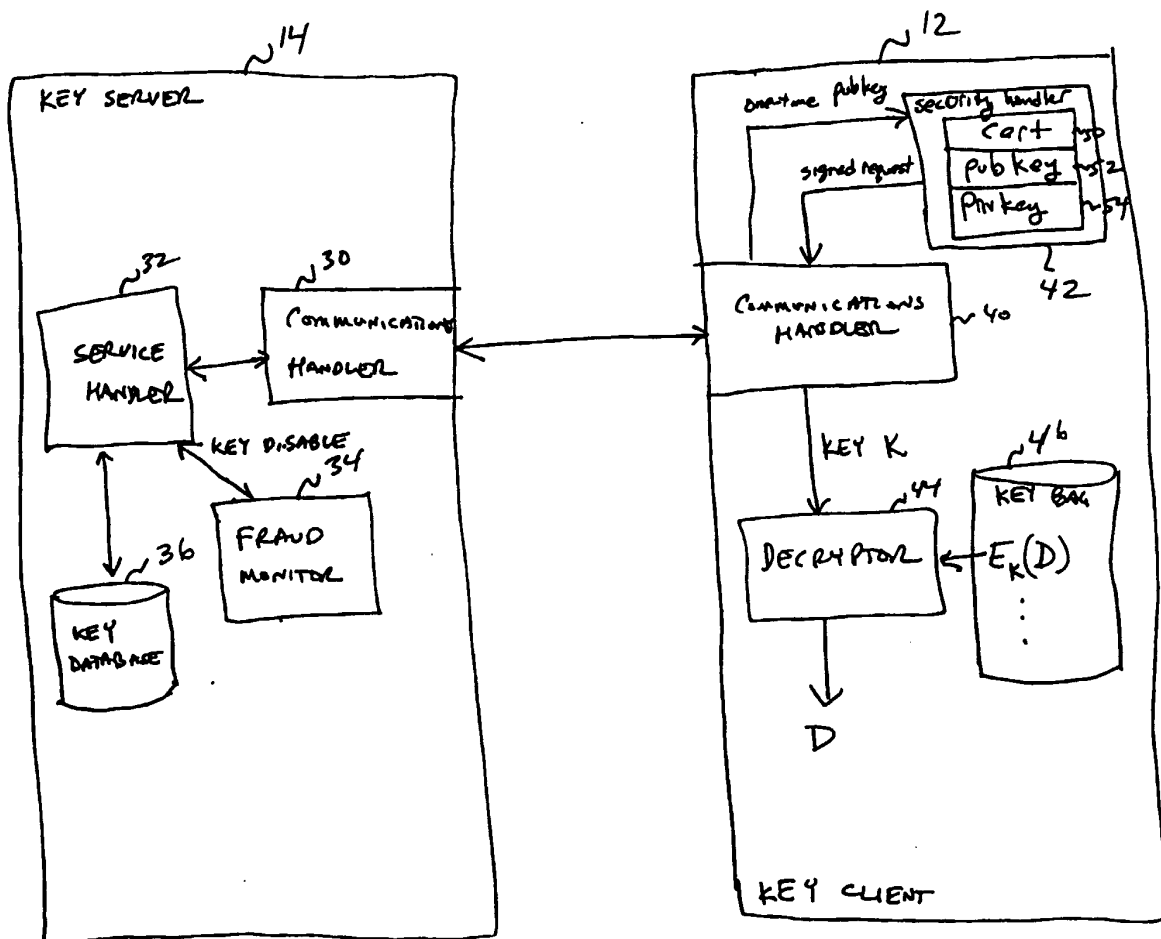 14
KEY SERVER
32
SERVICE
HANDLER
30
COMMUNICATIONS
HANDLER
KEY DISABLE
34
FRAUD
MONITOR
36
KEY
DATABASE
12
one-time pubkey
security handler
cert
50
pubkey
52
privkey
54
42
signed request
COMMUNICATIONS
HANDLER
40
KEY K
44
DECRYPTOR
46
KEY BAG
E_K(D)
.
.
.
D
KEY CLIENT